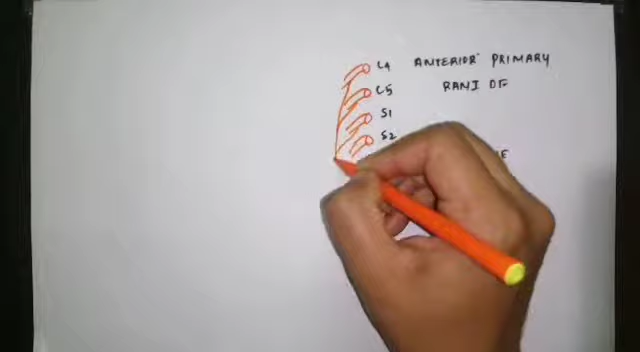 L4 ANTERIOR PRIMARY
L5 RAMI OF
S1
S2